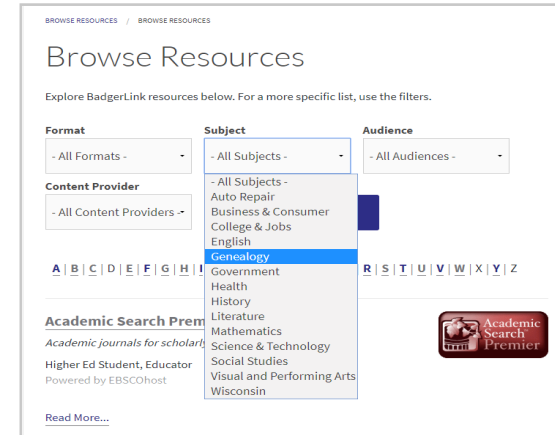 BROWSE RESOURCES / BROWSE RESOURCES
Browse Resources
Explore BadgerLink resources below. For a more specific list, use the filters.
Format Subject Audience
- All Formats - - All Subjects - - All Audiences -
Content Provider
- All Content Providers -
- All Subjects -
Auto Repair
Business & Consumer
College & Jobs
English
Genealogy
Government
Health
History
Literature
Mathematics
Science & Technology
Social Studies
Visual and Performing Arts
Wisconsin
A | B | C | D | E | F | G | H | R | S | T | U | V | W | X | Y | Z
Academic Search Prem
Academic journals for scholarly
Higher Ed Student, Educator
Powered by EBSCOhost
Read More...
Academic
Search
Premier